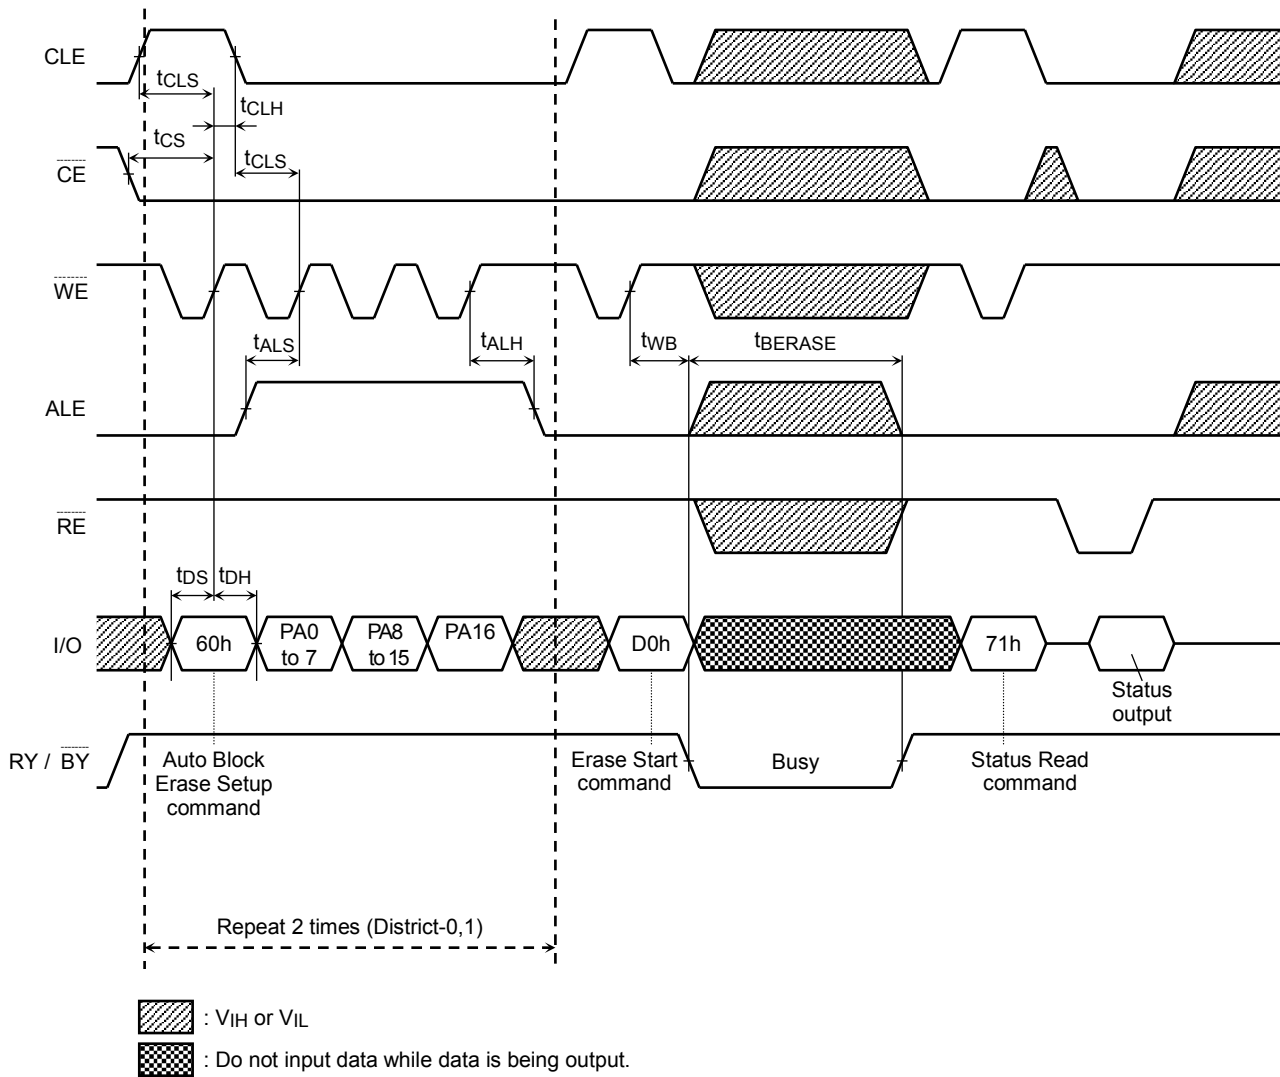 CLE
tCLS
tCLH
tCS
CE
tCLS
WE
tALS
tALH
tWB
tBERASE
ALE
RE
tDS
tDH
I/O
60h
PA0
to 7
PA8
to 15
PA16
D0h
71h
Status
output
RY / BY
Auto Block
Erase Setup
command
Erase Start
command
Busy
Status Read
command
Repeat 2 times (District-0,1)
: VIH or VIL
: Do not input data while data is being output.